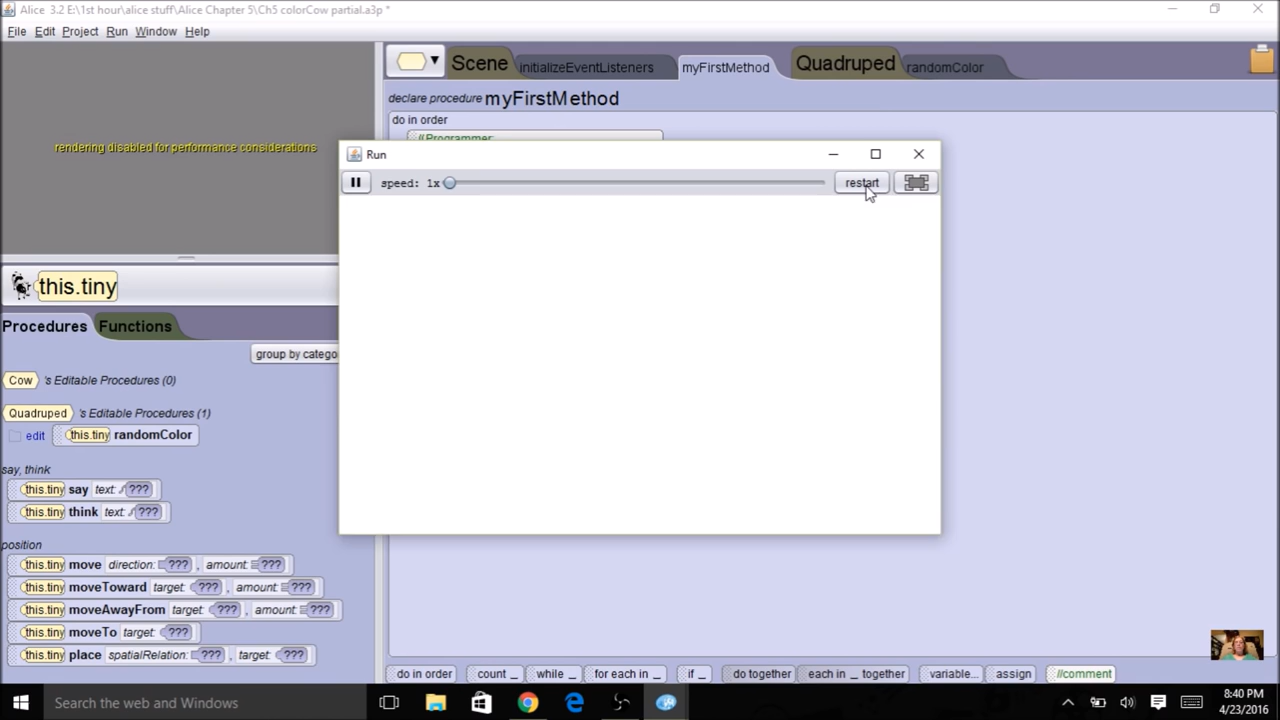 Alice 3.2 E:\1st hour\alice stuff\Alice Chapter 5\Ch5 colorCow partial.a3p *
File Edit Project Run Window Help
Scene initializeEventListeners myFirstMethod Quadruped randomColor
declare procedure myFirstMethod
do in order
//Programmer:
rendering disabled for performance considerations
Run
speed: 1x restart
this.tiny
Procedures Functions
group by catego
Cow 's Editable Procedures (0)
Quadruped 's Editable Procedures (1)
edit this.tiny randomColor
say, think
this.tiny say text: ???
this.tiny think text: ???
position
this.tiny move direction: ??? , amount: ???
this.tiny moveToward target: ??? , amount: ???
this.tiny moveAwayFrom target: ??? , amount: ???
this.tiny moveTo target: ???
this.tiny place spatialRelation: ??? , target: ???
do in order count _ while _ for each in _ if _ do together each in _ together variable... assign //comment
Search the web and Windows
8:40 PM
4/23/2016